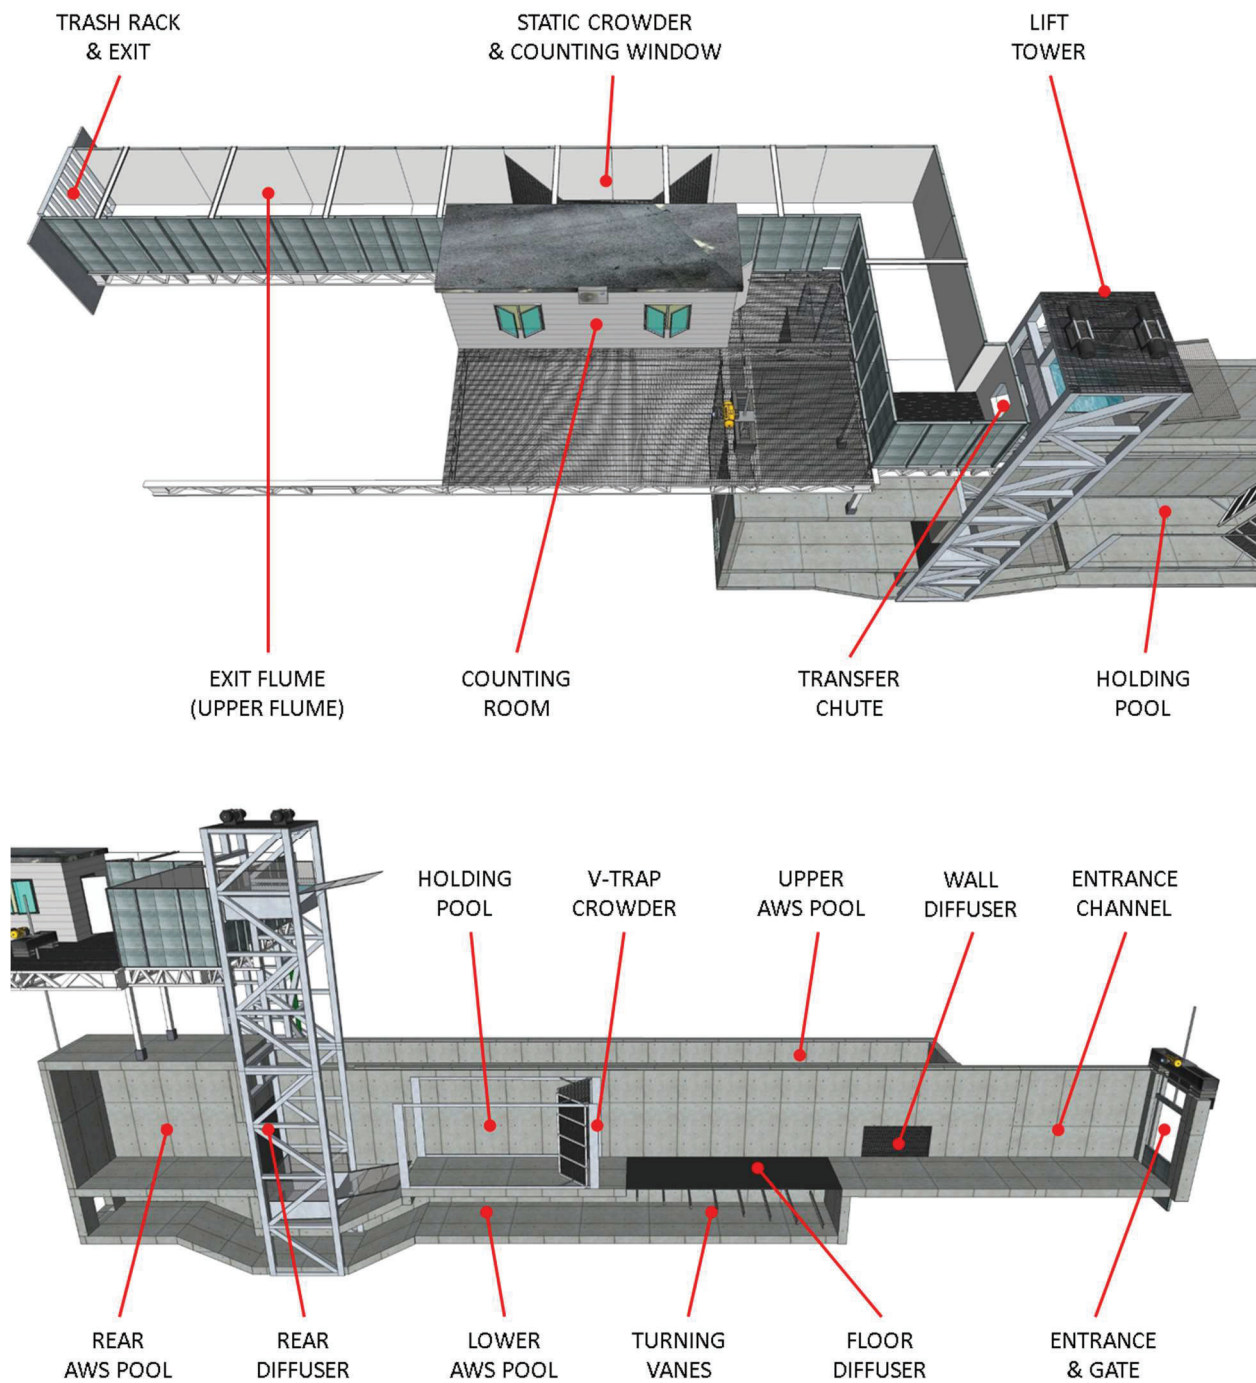 TRASH RACK
& EXIT
STATIC CROWDER
& COUNTING WINDOW
LIFT
TOWER
EXIT FLUME
(UPPER FLUME)
COUNTING
ROOM
TRANSFER
CHUTE
HOLDING
POOL
HOLDING
POOL
V-TRAP
CROWDER
UPPER
AWS POOL
WALL
DIFFUSER
ENTRANCE
CHANNEL
REAR
AWS POOL
REAR
DIFFUSER
LOWER
AWS POOL
TURNING
VANES
FLOOR
DIFFUSER
ENTRANCE
& GATE